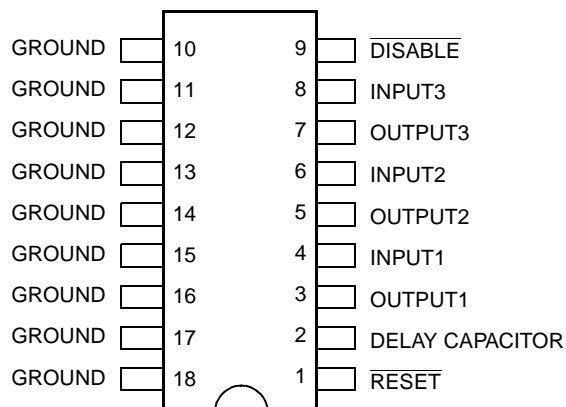 GROUND 10 9 DISABLE
GROUND 11 8 INPUT3
GROUND 12 7 OUTPUT3
GROUND 13 6 INPUT2
GROUND 14 5 OUTPUT2
GROUND 15 4 INPUT1
GROUND 16 3 OUTPUT1
GROUND 17 2 DELAY CAPACITOR
GROUND 18 1 RESET